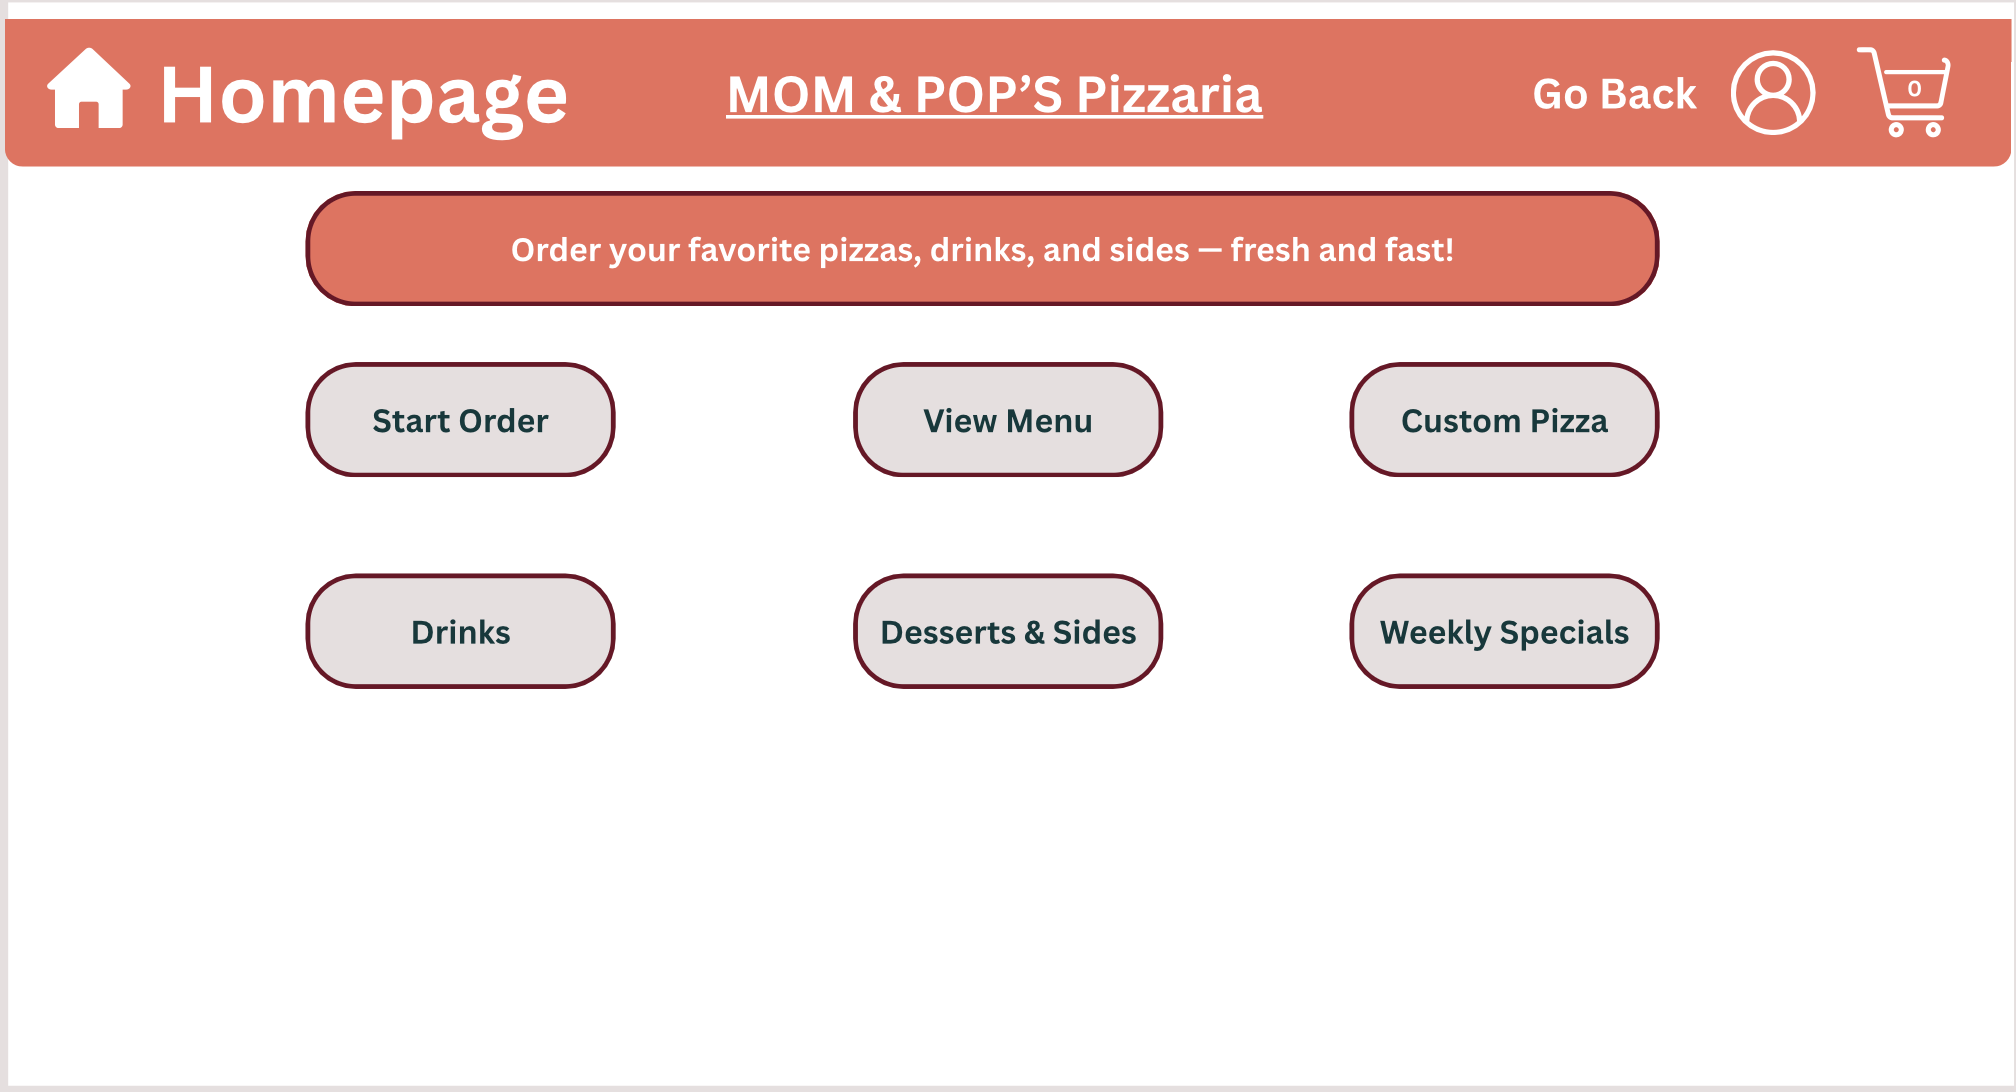 Homepage
MOM & POP’S Pizzaria
Go Back
0
Order your favorite pizzas, drinks, and sides — fresh and fast!
Start Order
View Menu
Custom Pizza
Drinks
Desserts & Sides
Weekly Specials